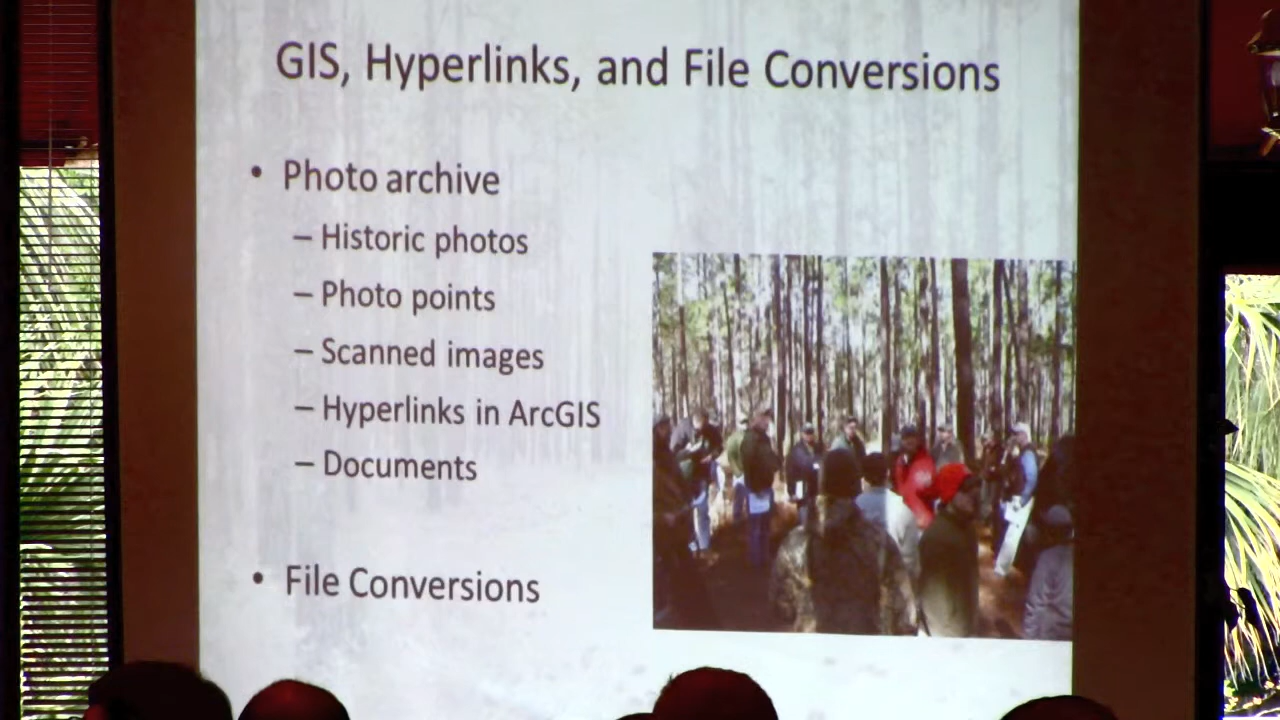 GIS, Hyperlinks, and File Conversions
• Photo archive
– Historic photos
– Photo points
– Scanned images
– Hyperlinks in ArcGIS
– Documents
• File Conversions